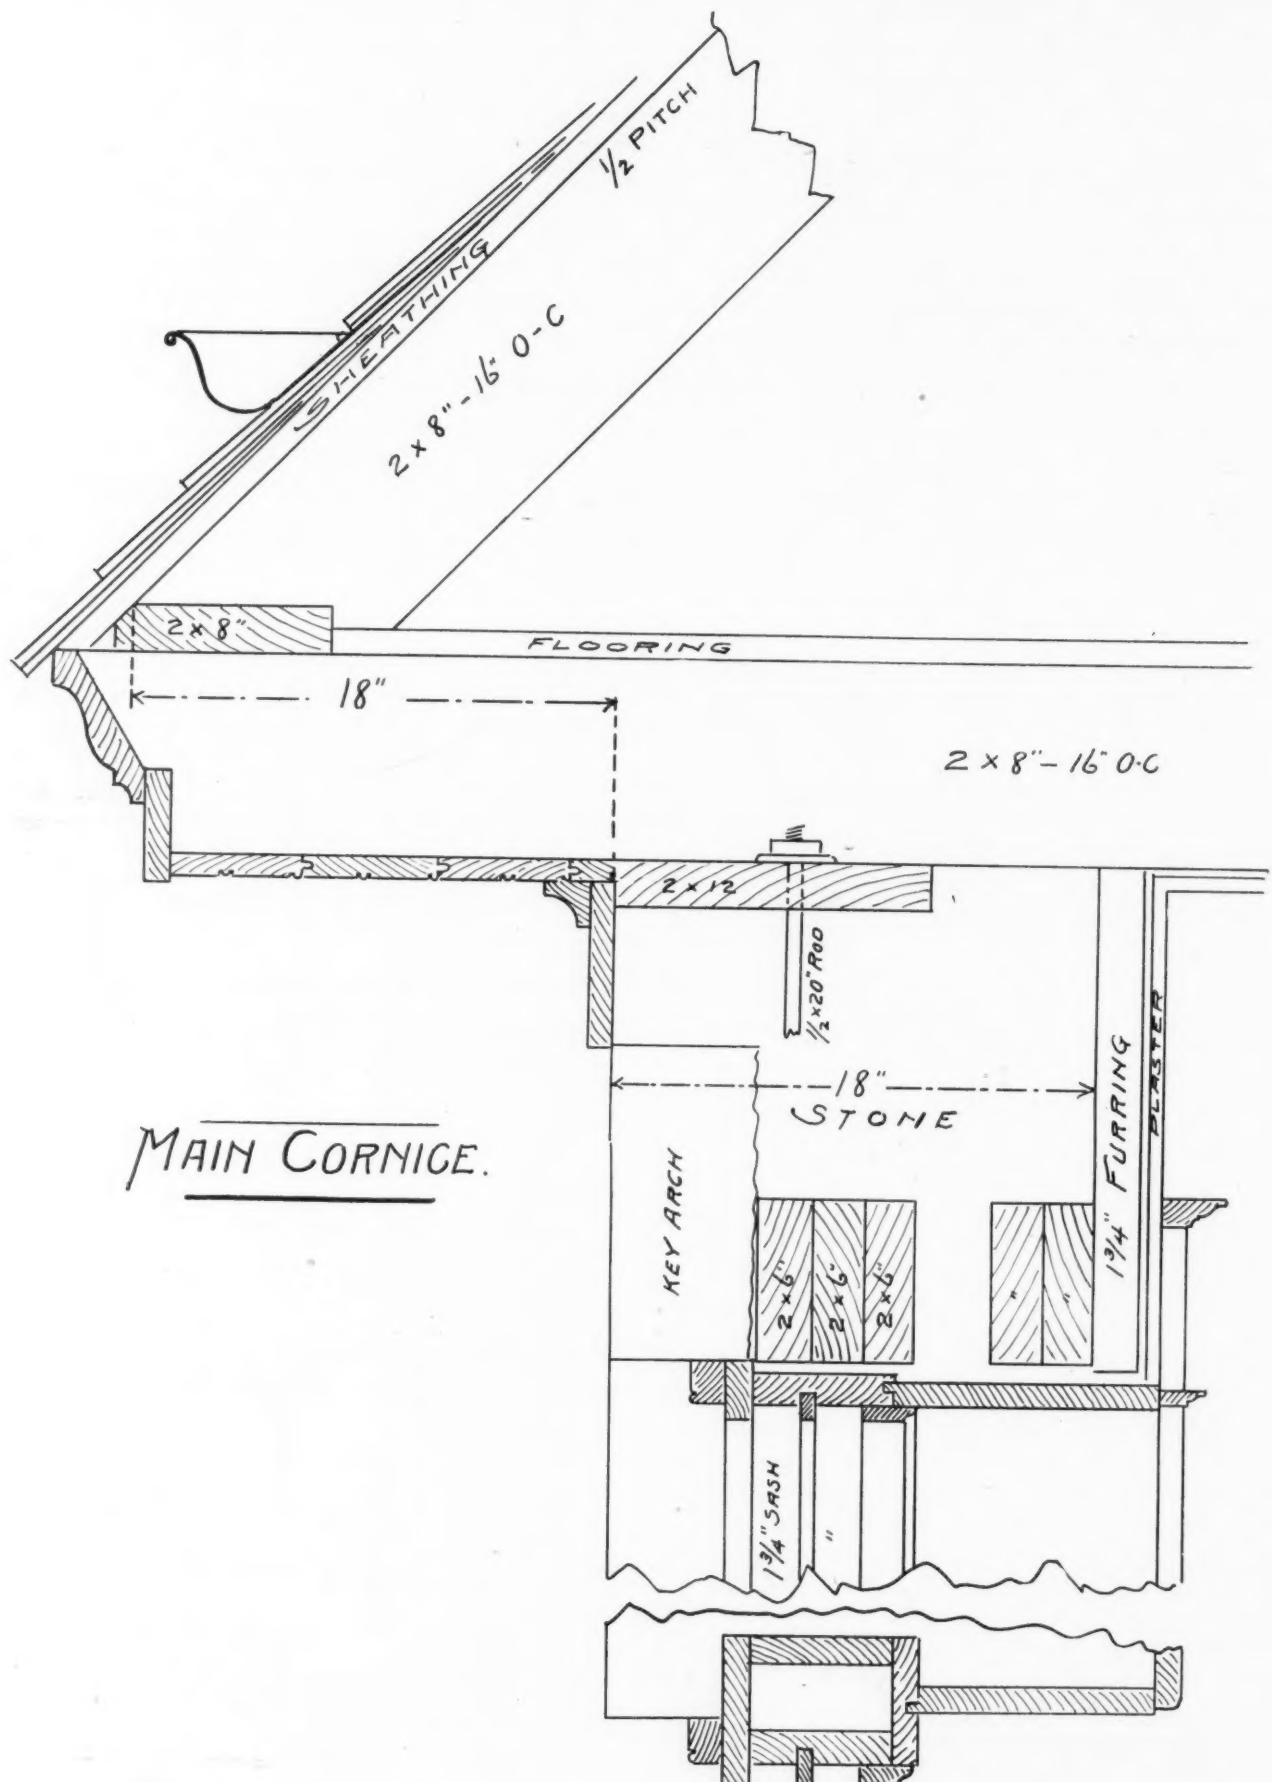 1/2 PITCH
SHEATHING
2 x 8" - 16" O-C
2 x 8"
FLOORING
18"
2 x 8" - 16" O-C
2 x 12
1/2 x 20" ROD
18"
STONE
1 3/4" FURRING
PLASTER
MAIN CORNICE.
KEY ARCH
2 x 6"
2 x 6"
2 x 6"
"
"
1 3/4" SASH
"